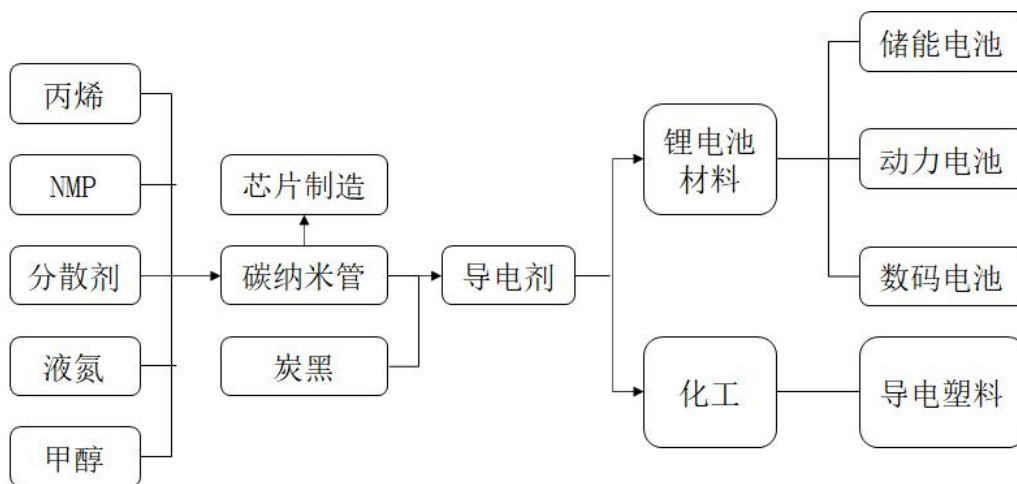 丙烯
NMP
分散剂
液氮
甲醇
芯片制造
碳纳米管
炭黑
导电剂
锂电池
材料
化工
储能电池
动力电池
数码电池
导电塑料